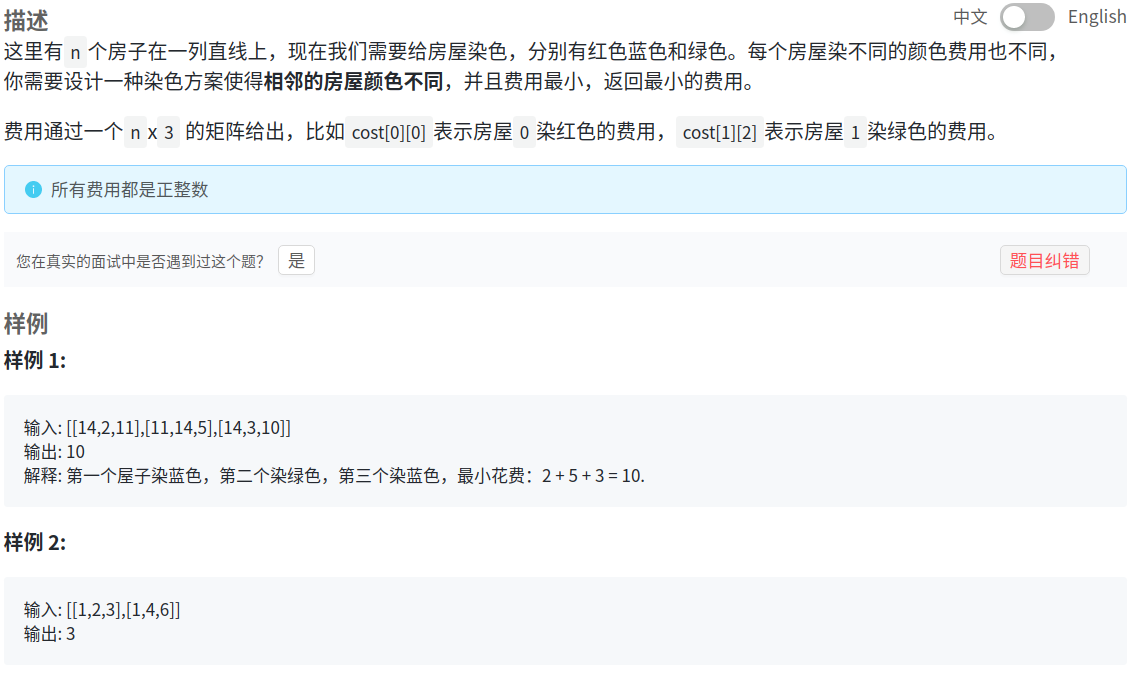 描述
中文 English
这里有 n 个房子在一列直线上，现在我们需要给房屋染色，分别有红色蓝色和绿色。每个房屋染不同的颜色费用也不同，
你需要设计一种染色方案使得相邻的房屋颜色不同，并且费用最小，返回最小的费用。
费用通过一个 n x 3 的矩阵给出，比如 cost[0][0] 表示房屋 0 染红色的费用， cost[1][2] 表示房屋 1 染绿色的费用。
所有费用都是正整数
您在真实的面试中是否遇到过这个题？ 是 题目纠错
样例
样例 1:
输入: [[14,2,11],[11,14,5],[14,3,10]]
输出: 10
解释: 第一个屋子染蓝色，第二个染绿色，第三个染蓝色，最小花费：2 + 5 + 3 = 10.
样例 2:
输入: [[1,2,3],[1,4,6]]
输出: 3